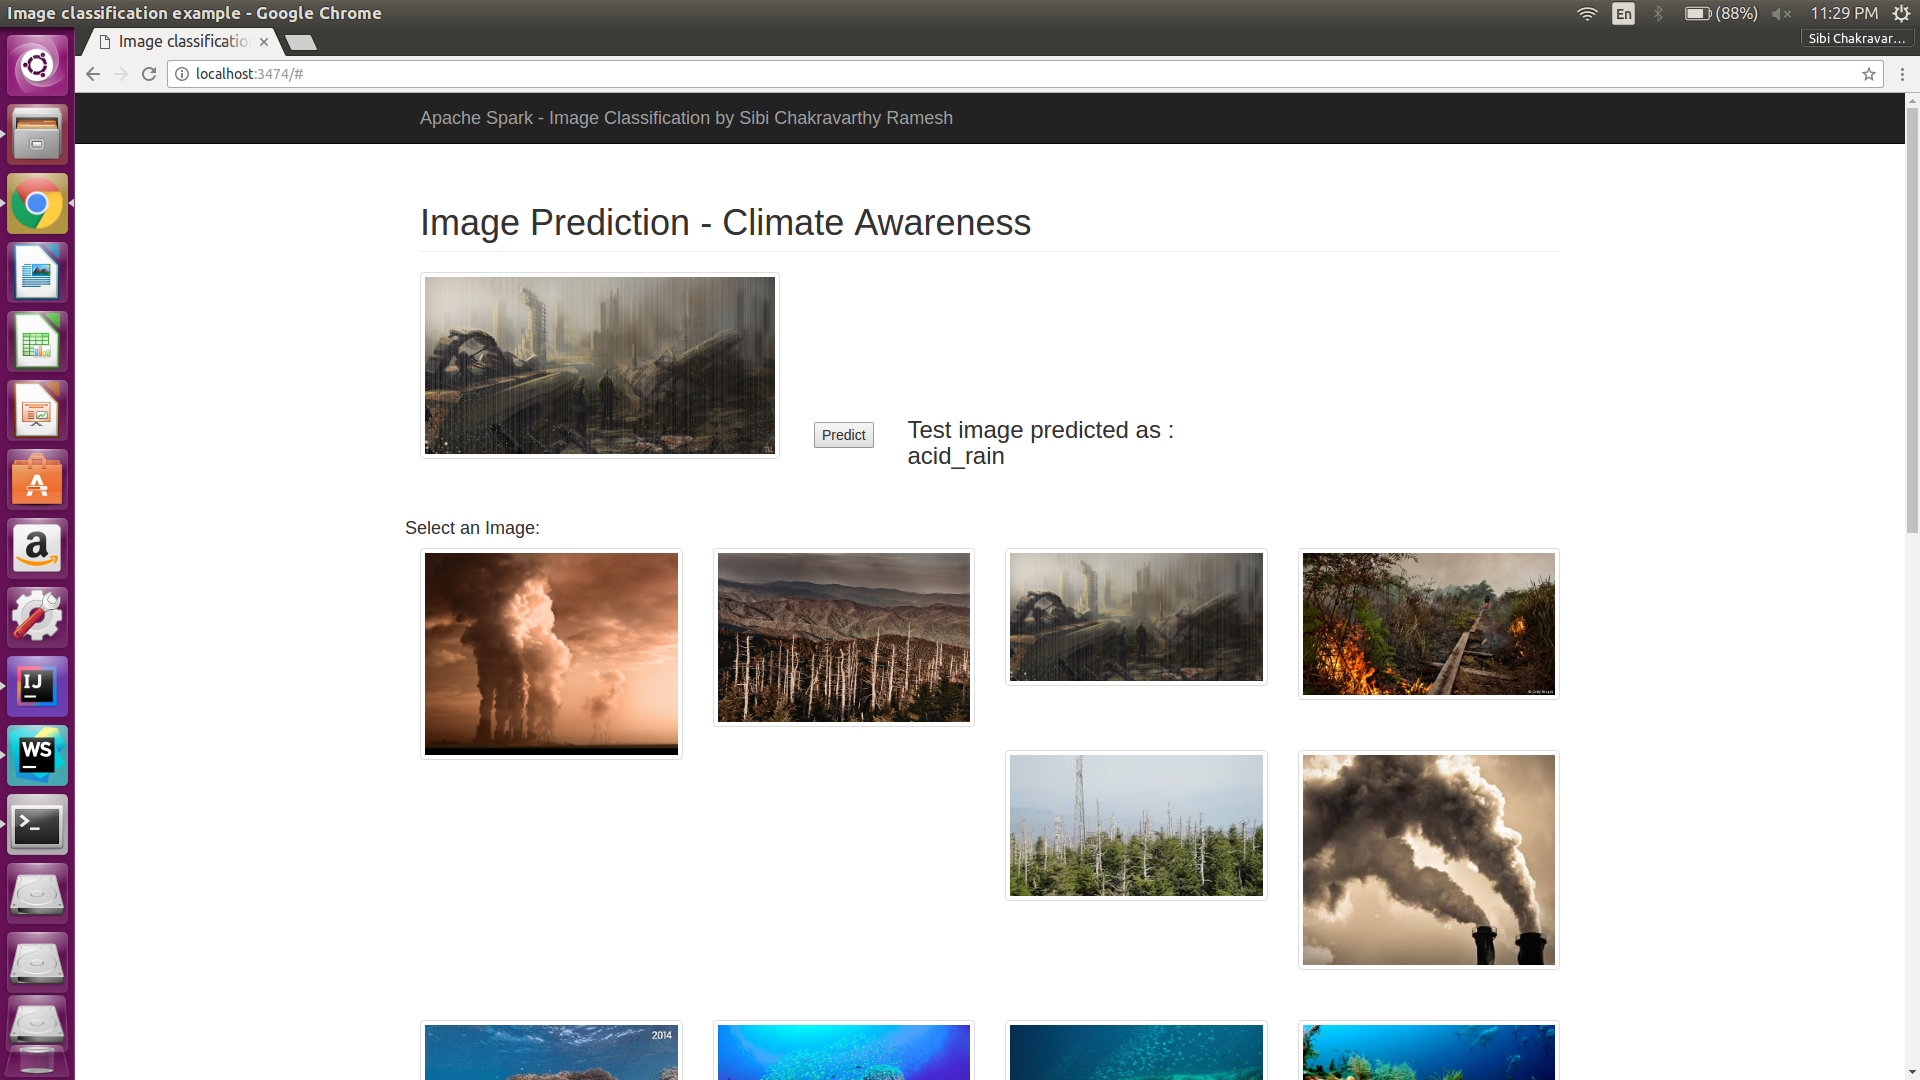 Image classification example - Google Chrome
En
(88%)
11:29 PM
Image classificatio
Sibi Chakravar...
localhost:3474/#
Apache Spark - Image Classification by Sibi Chakravarthy Ramesh
Image Prediction - Climate Awareness
Predict
Test image predicted as :
acid_rain
Select an Image:
2014
A
a
IJ
WS
>_